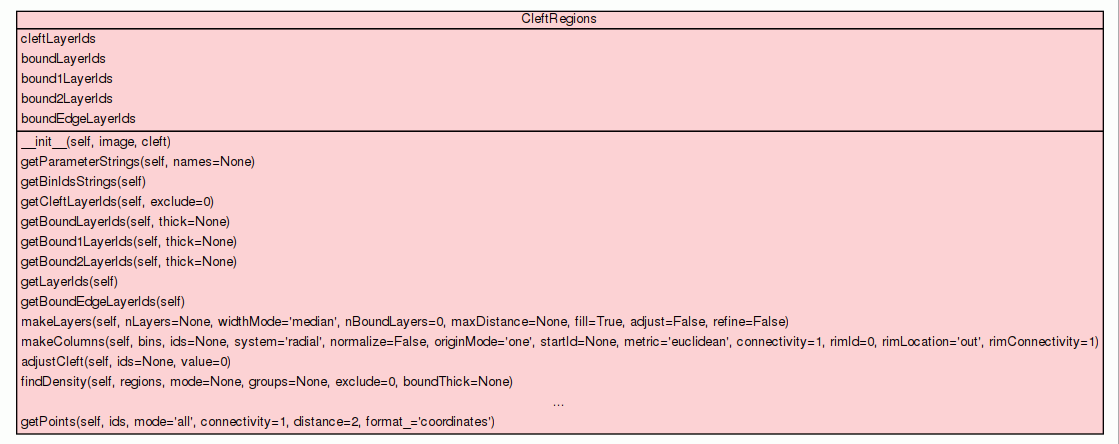 CleftRegions
cleftLayerIds
boundLayerIds
bound1LayerIds
bound2LayerIds
boundEdgeLayerIds
__init__(self, image, cleft)
getParameterStrings(self, names=None)
getBinIdsStrings(self)
getCleftLayerIds(self, exclude=0)
getBoundLayerIds(self, thick=None)
getBound1LayerIds(self, thick=None)
getBound2LayerIds(self, thick=None)
getLayerIds(self)
getBoundEdgeLayerIds(self)
makeLayers(self, nLayers=None, widthMode='median', nBoundLayers=0, maxDistance=None, fill=True, adjust=False, refine=False)
makeColumns(self, bins, ids=None, system='radial', normalize=False, originMode='one', startId=None, metric='euclidean', connectivity=1, rimId=0, rimLocation='out', rimConnectivity=1)
adjustCleft(self, ids=None, value=0)
findDensity(self, regions, mode=None, groups=None, exclude=0, boundThick=None)
...
getPoints(self, ids, mode='all', connectivity=1, distance=2, format_='coordinates')